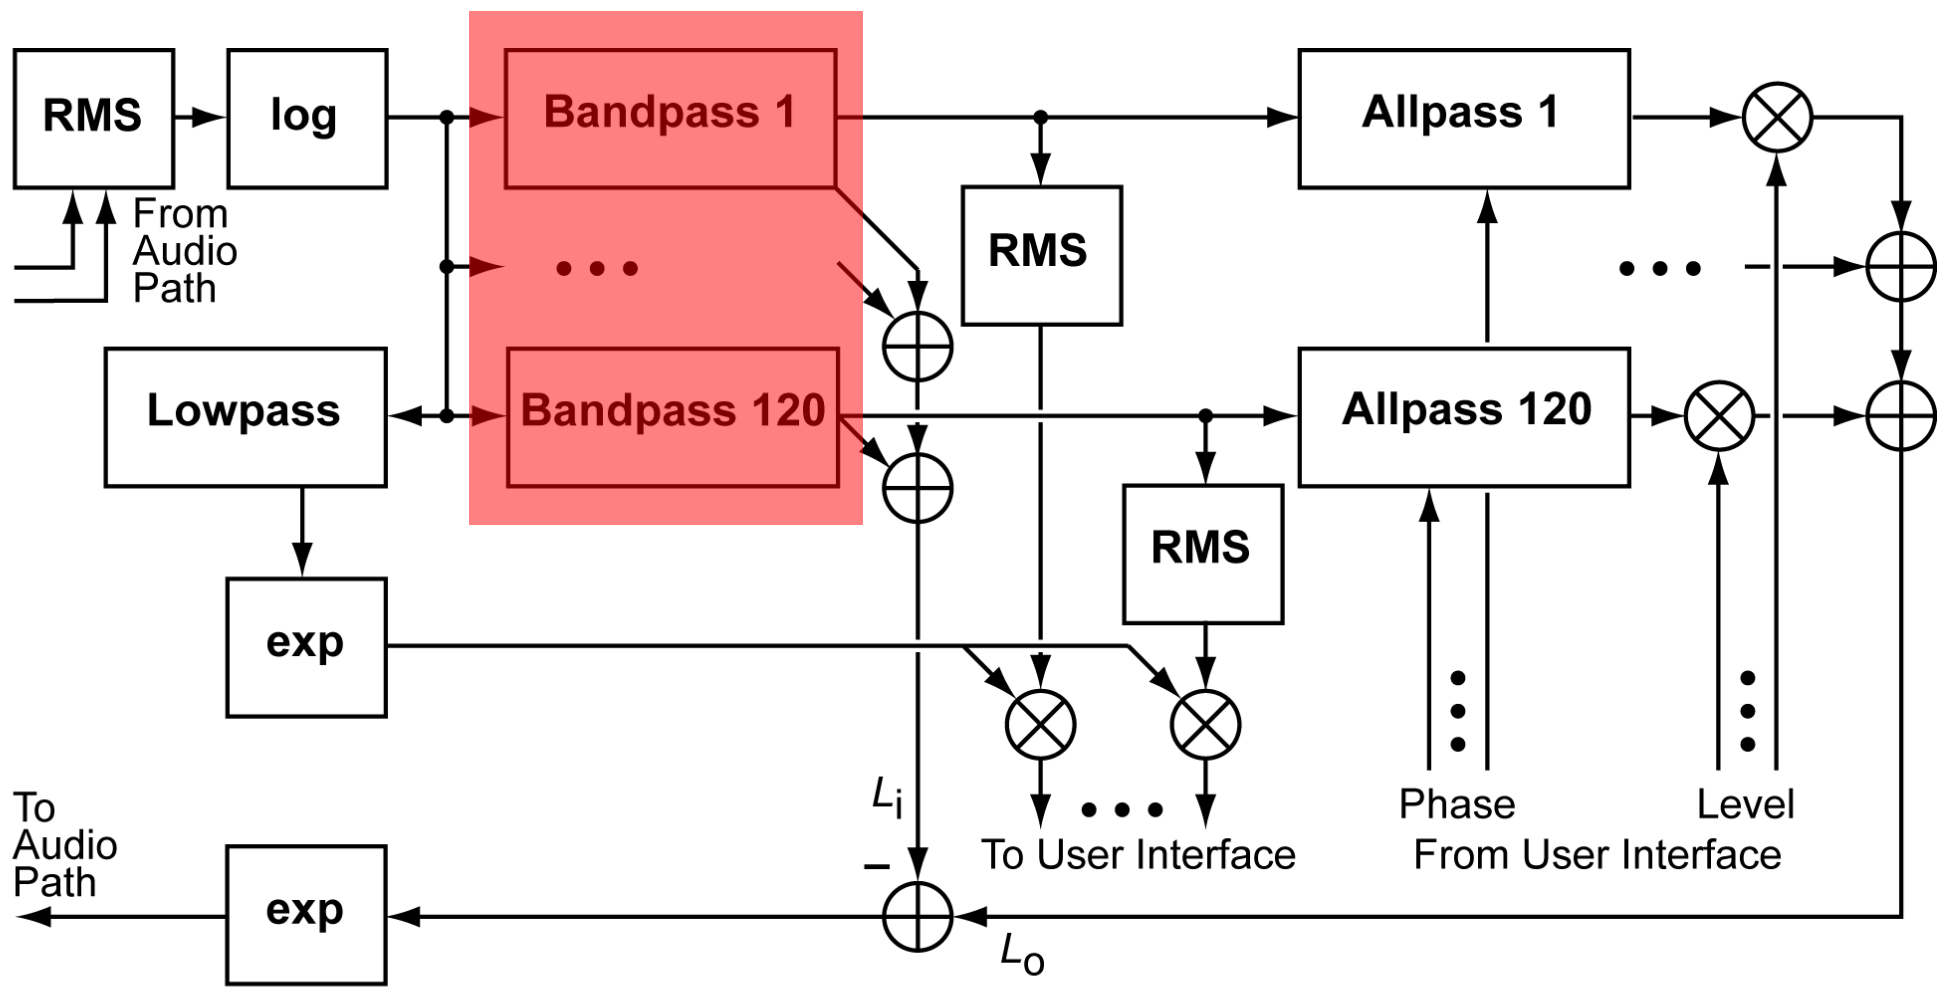 RMS
log
Bandpass 1
Allpass 1
From
Audio
Path
RMS
Lowpass
Bandpass 120
Allpass 120
RMS
exp
Phase
Level
To User Interface
From User Interface
Li
–
To
Audio
Path
exp
Lo